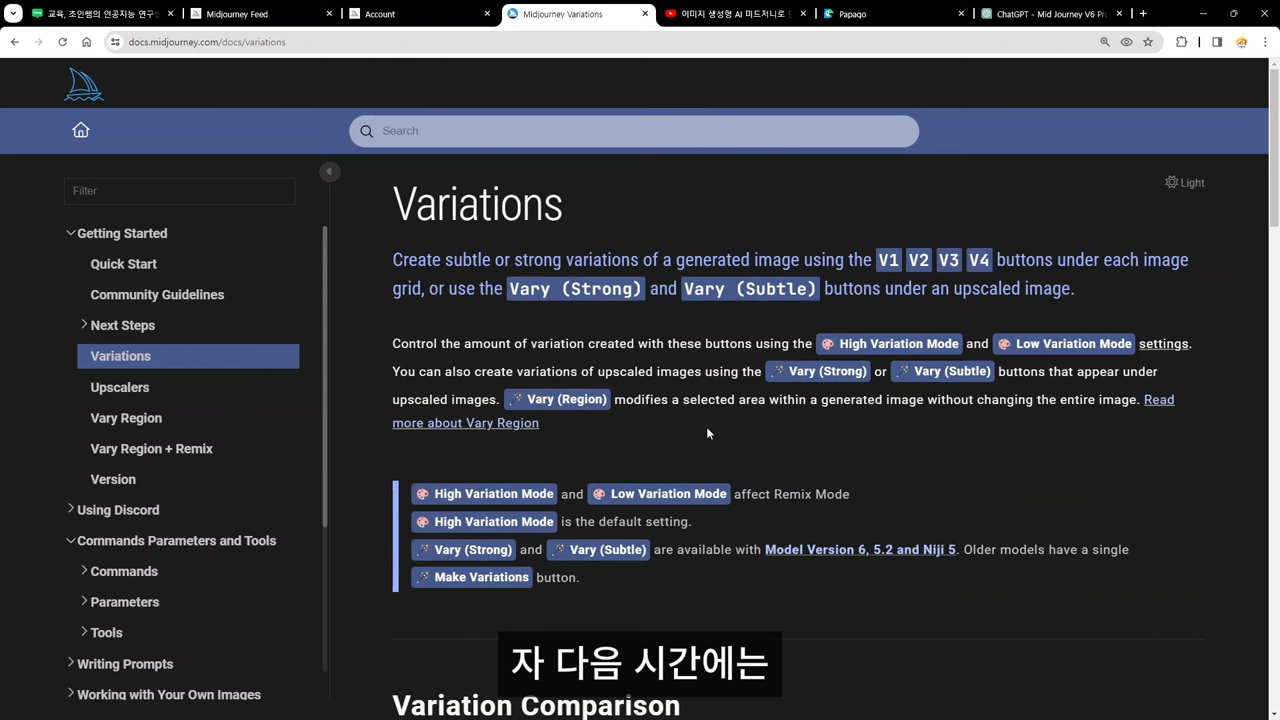 교육, 조인쌤의 인공지능 연구실
Midjourney Feed
Account
Midjourney Variations
이미지 생성형 AI 미드저니로
Papago
ChatGPT - Mid Journey V6 Pr
docs.midjourney.com/docs/variations
Search
Filter
Getting Started
Quick Start
Community Guidelines
Next Steps
Variations
Upscalers
Vary Region
Vary Region + Remix
Version
Using Discord
Commands Parameters and Tools
Commands
Parameters
Tools
Writing Prompts
Working with Your Own Images
Light
Variations
Create subtle or strong variations of a generated image using the V1 V2 V3 V4 buttons under each image
grid, or use the Vary (Strong) and Vary (Subtle) buttons under an upscaled image.
Control the amount of variation created with these buttons using the High Variation Mode and Low Variation Mode settings.
You can also create variations of upscaled images using the Vary (Strong) or Vary (Subtle) buttons that appear under
upscaled images. Vary (Region) modifies a selected area within a generated image without changing the entire image. Read
more about Vary Region
High Variation Mode and Low Variation Mode affect Remix Mode
High Variation Mode is the default setting.
Vary (Strong) and Vary (Subtle) are available with Model Version 6, 5.2 and Niji 5. Older models have a single
Make Variations button.
Variation Comparison
자 다음 시간에는